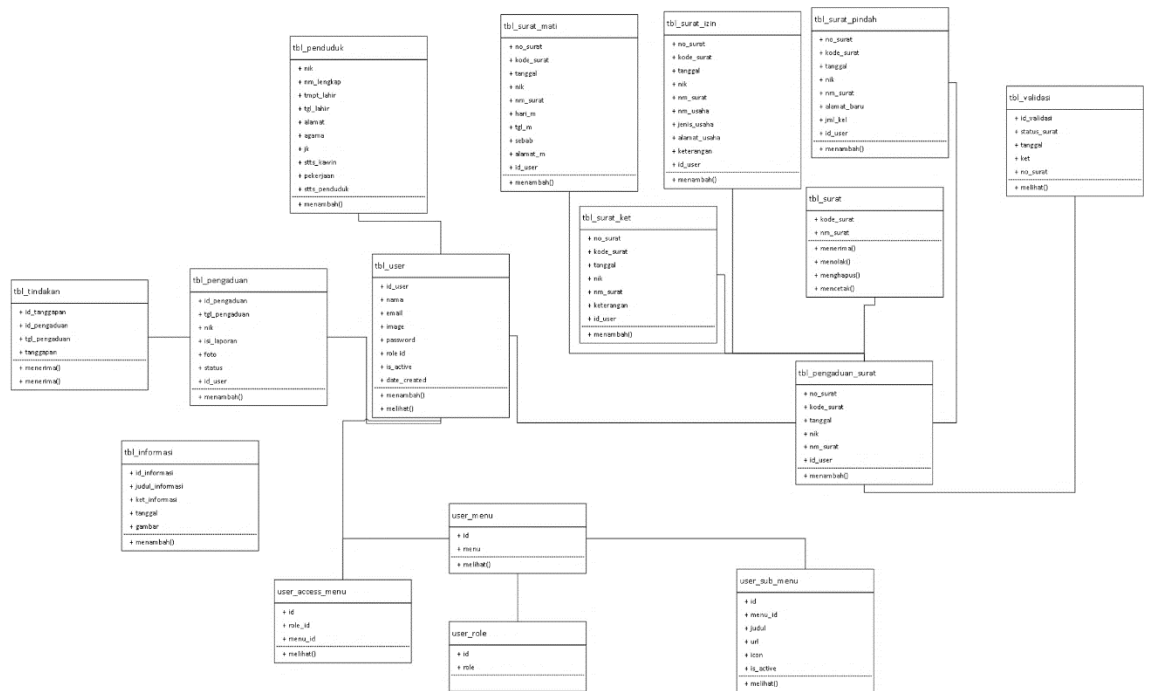 tbl_penduduk
+ nik
+ nm_lengkap
+ tmpt_lahir
+ tgl_lahir
+ alamat
+ agama
+ jk
+ stts_kawin
+ pekerjaan
+ stts_penduduk
+ menambah()
tbl_surat_mati
+ no_surat
+ kode_surat
+ tanggal
+ nik
+ nm_surat
+ hari_m
+ tgl_m
+ sebab
+ alamat_m
+ id_user
+ menambah()
tbl_surat_izin
+ no_surat
+ kode_surat
+ tanggal
+ nik
+ nm_surat
+ nm_usaha
+ jenis_usaha
+ alamat_usaha
+ keterangan
+ id_user
+ menambah()
tbl_surat_pindah
+ no_surat
+ kode_surat
+ tanggal
+ nik
+ nm_surat
+ alamat_baru
+ jml_kel
+ id_user
+ menambah()
tbl_validasi
+ id_validasi
+ status_surat
+ tanggal
+ ket
+ no_surat
+ melihat()
tbl_surat
+ kode_surat
+ nm_surat
+ menerima()
+ menolak()
+ menghapus()
+ mencetak()
tbl_surat_ket
+ no_surat
+ kode_surat
+ tanggal
+ nik
+ nm_surat
+ keterangan
+ id_user
+ menambah()
tbl_tindakan
+ id_tanggapan
+ id_pengaduan
+ tgl_pengaduan
+ tanggapan
+ menerima()
+ menerima()
tbl_pengaduan
+ id_pengaduan
+ tgl_pengaduan
+ nik
+ isi_laporan
+ foto
+ status
+ id_user
+ menambah()
tbl_user
+ id_user
+ nama
+ email
+ image
+ password
+ role id
+ is_active
+ date_created
+ menambah()
+ melihat()
tbl_pengaduan_surat
+ no_surat
+ kode_surat
+ tanggal
+ nik
+ nm_surat
+ id_user
+ menambah()
tbl_informasi
+ id_informasi
+ judul_informasi
+ ket_informasi
+ tanggal
+ gambar
+ menambah()
user_menu
+ id
+ menu
+ melihat()
user_access_menu
+ id
+ role_id
+ menu_id
+ melihat()
user_role
+ id
+ role
user_sub_menu
+ id
+ menu_id
+ judul
+ url
+ icon
+ is_active
+ melihat()